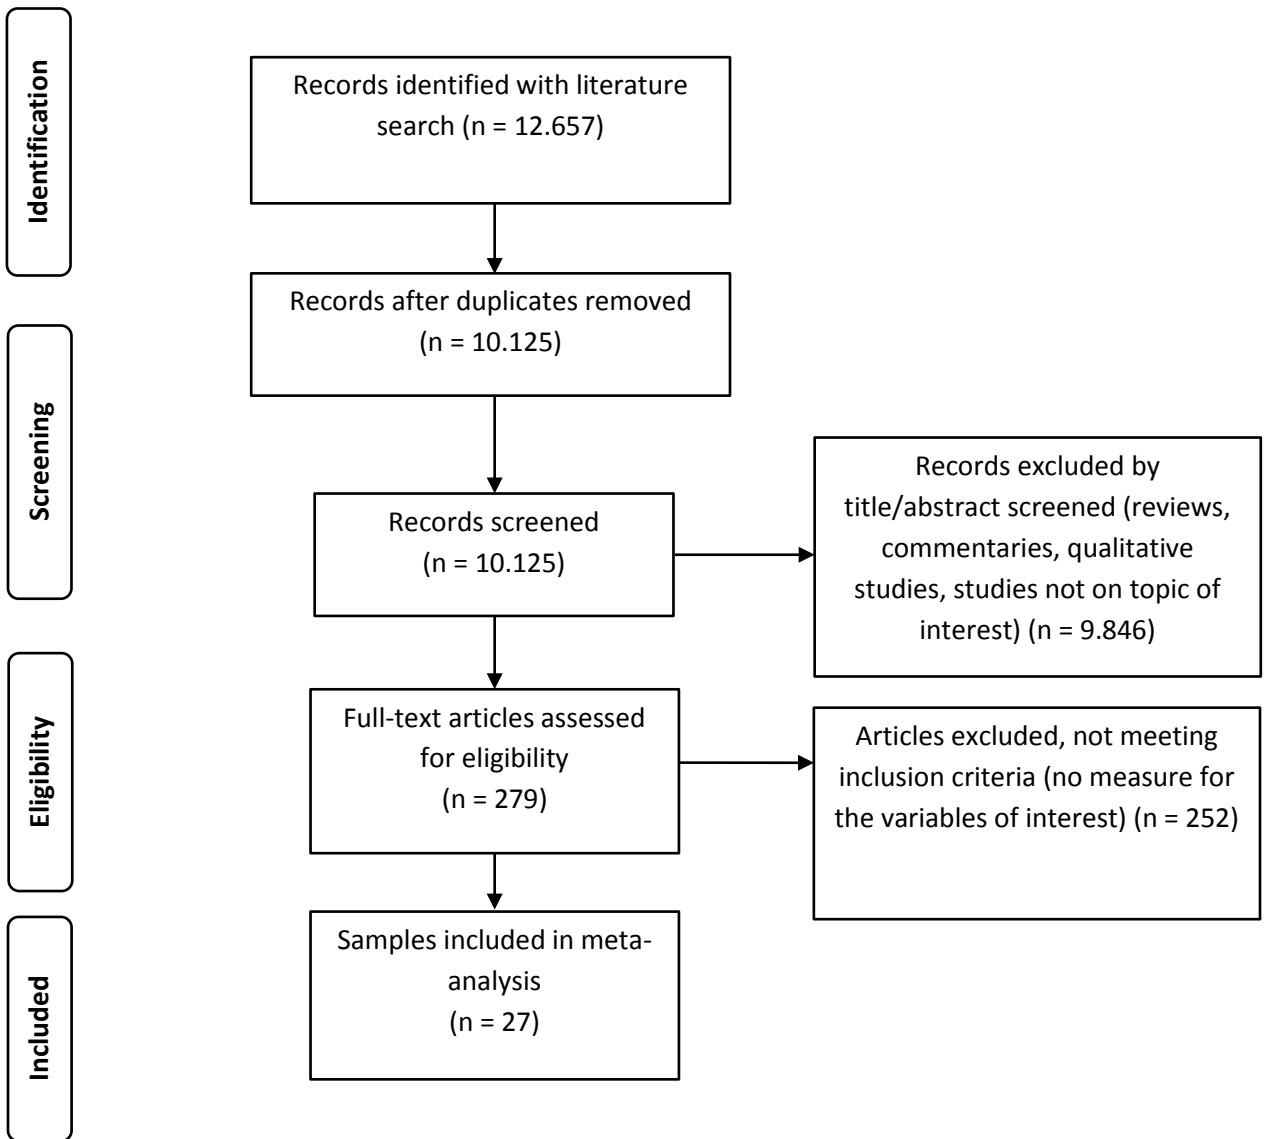 Identification
Records identified with literature
search (n = 12.657)
Records after duplicates removed
(n = 10.125)
Screening
Records screened
(n = 10.125)
Records excluded by
title/abstract screened (reviews,
commentaries, qualitative
studies, studies not on topic of
interest) (n = 9.846)
Eligibility
Full-text articles assessed
for eligibility
(n = 279)
Articles excluded, not meeting
inclusion criteria (no measure for
the variables of interest) (n = 252)
Included
Samples included in meta-
analysis
(n = 27)